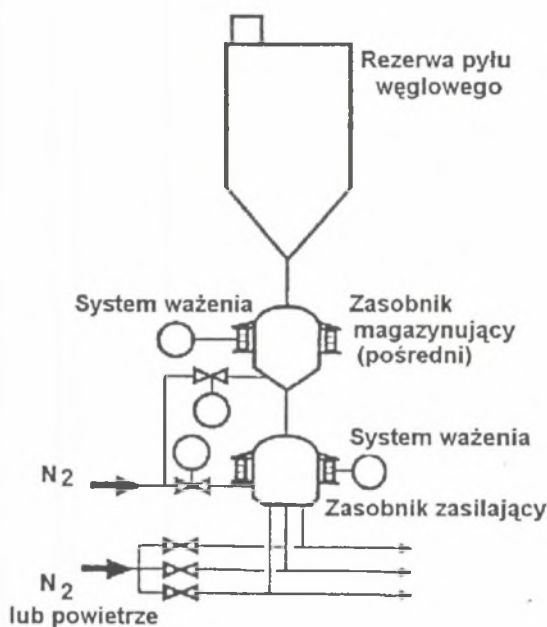 Rezerwa pyłu
węglowego
System ważenia
Zasobnik
magazynujący
(pośredni)
System ważenia
N2
Zasobnik zasilający
N2
lub powietrze